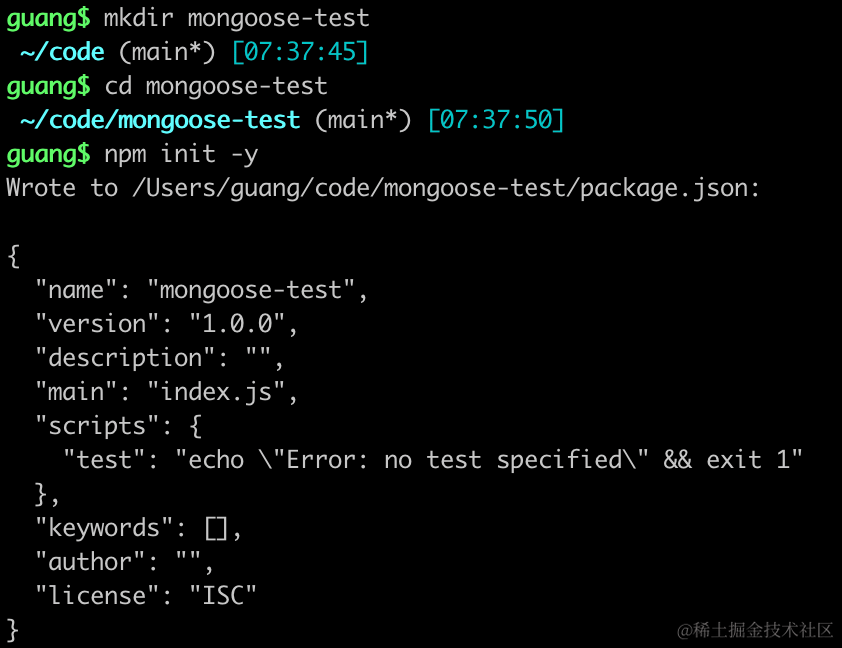 guang$ mkdir mongoose-test
~/code (main*) [07:37:45]
guang$ cd mongoose-test
~/code/mongoose-test (main*) [07:37:50]
guang$ npm init -y
Wrote to /Users/guang/code/mongoose-test/package.json:
{
"name": "mongoose-test",
"version": "1.0.0",
"description": "",
"main": "index.js",
"scripts": {
"test": "echo \"Error: no test specified\" && exit 1"
},
"keywords": [],
"author": "",
"license": "ISC"
}
@稀土掘金技术社区